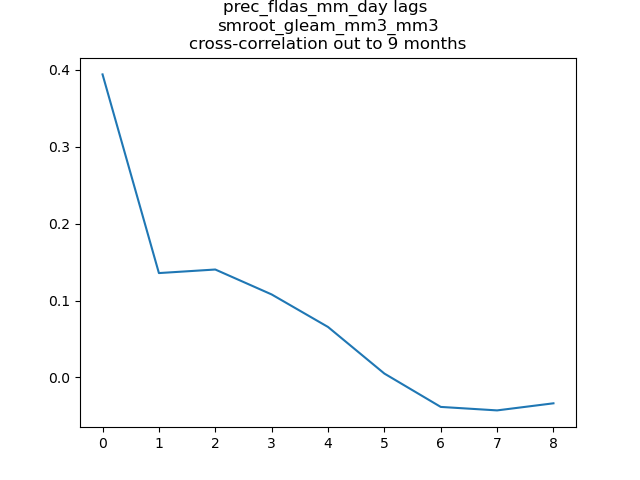 prec_fldas_mm_day lags
smroot_gleam_mm3_mm3
cross-correlation out to 9 months
0.4
0.3
0.2
0.1
0.0
0 1 2 3 4 5 6 7 8